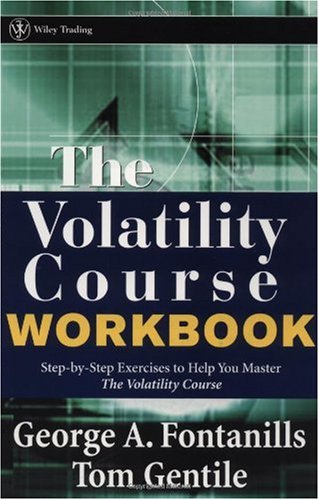 Wiley Trading
The
Volatility
Course
WORKBOOK
Step-by-Step Exercises to Help You Master
The Volatility Course
George A. Fontanills
Tom Gentile